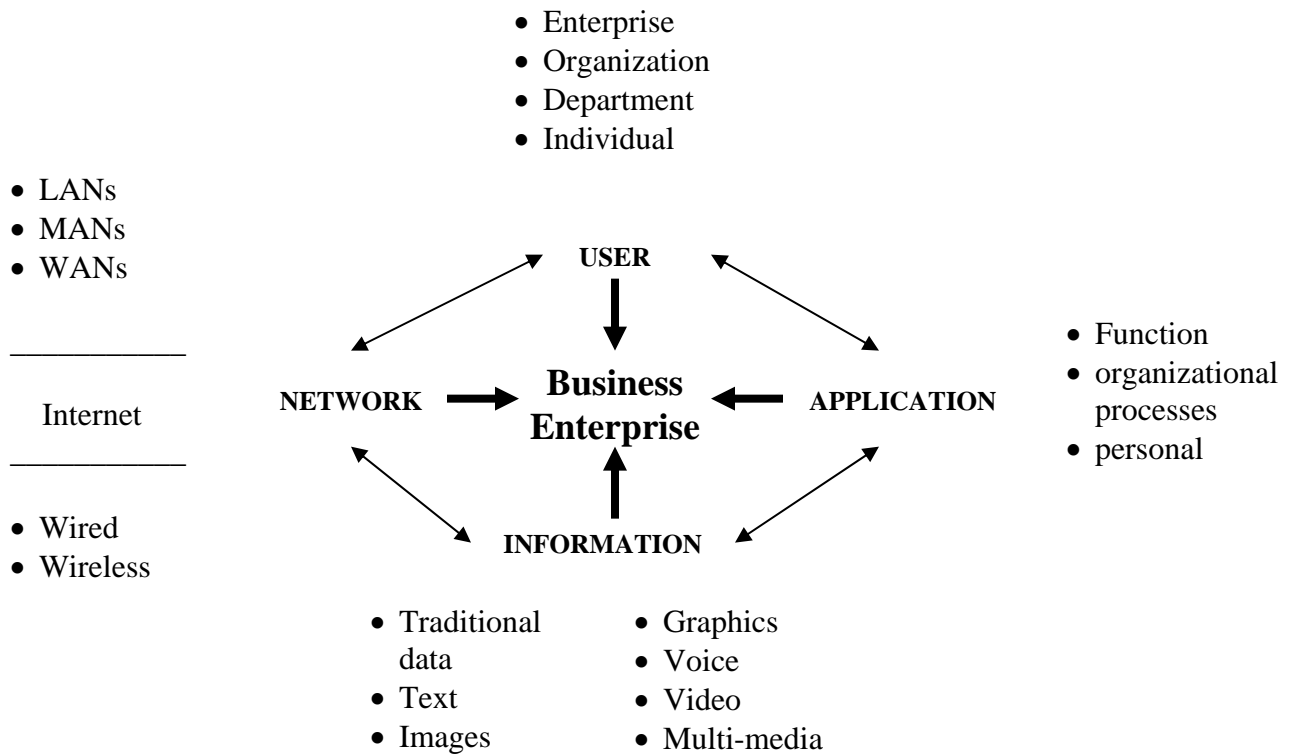 • Enterprise
• Organization
• Department
• Individual
• LANs
• MANs
• WANs
Internet
• Wired
• Wireless
USER
NETWORK
Business
Enterprise
APPLICATION
INFORMATION
• Function
• organizational
processes
• personal
• Traditional
data
• Text
• Images
• Graphics
• Voice
• Video
• Multi-media